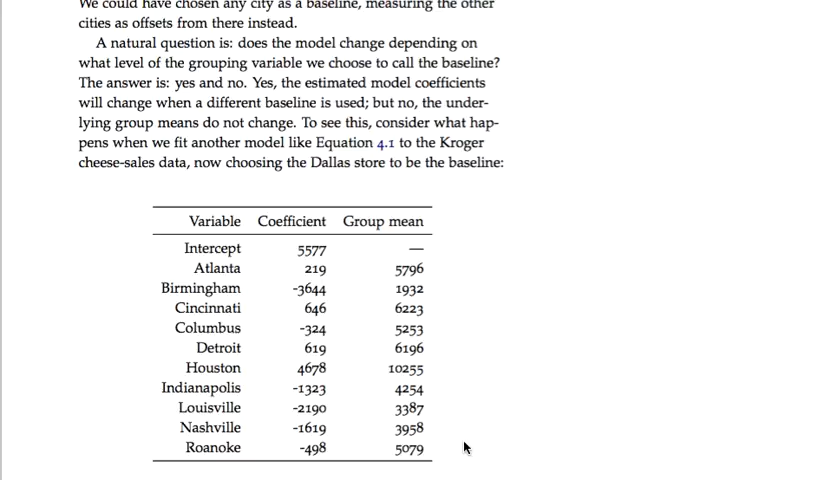 We could have chosen any city as a baseline, measuring the other
cities as offsets from there instead.
A natural question is: does the model change depending on
what level of the grouping variable we choose to call the baseline?
The answer is: yes and no. Yes, the estimated model coefficients
will change when a different baseline is used; but no, the under-
lying group means do not change. To see this, consider what hap-
pens when we fit another model like Equation 4.1 to the Kroger
cheese-sales data, now choosing the Dallas store to be the baseline:
Variable Coefficient Group mean
Intercept 5577 —
Atlanta 219 5796
Birmingham -3644 1932
Cincinnati 646 6223
Columbus -324 5253
Detroit 619 6196
Houston 4678 10255
Indianapolis -1323 4254
Louisville -2190 3387
Nashville -1619 3958
Roanoke -498 5079